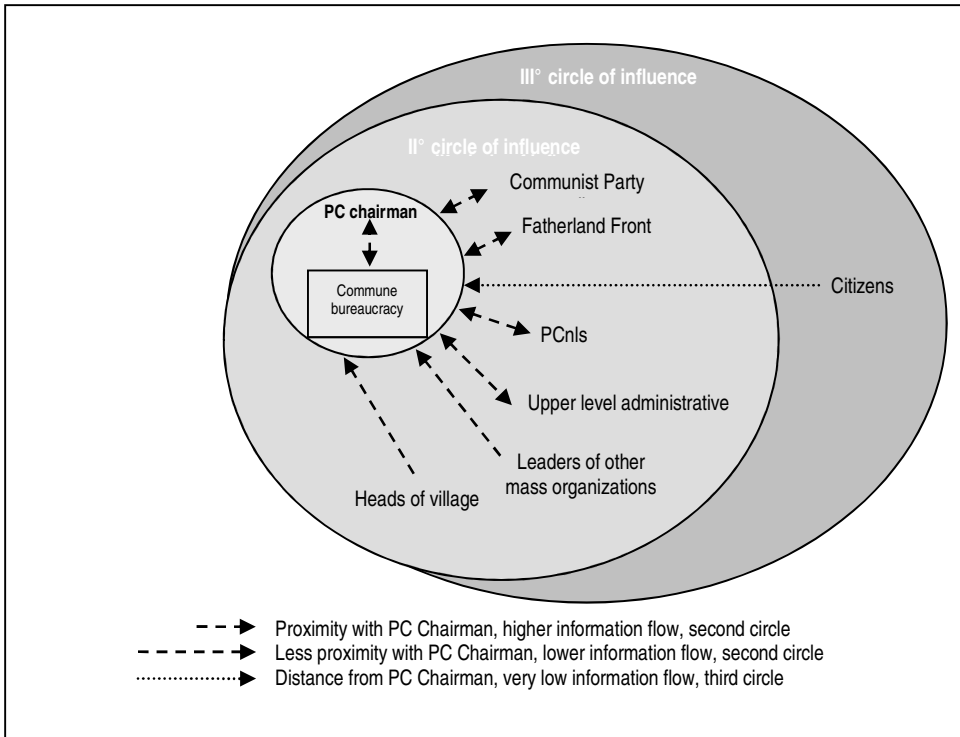 III° circle of influence
II° circle of influence
Communist Party
PC chairman
Fatherland Front
Commune
bureaucracy
Citizens
PCnls
Upper level administrative
Leaders of other
mass organizations
Heads of village
Proximity with PC Chairman, higher information flow, second circle
Less proximity with PC Chairman, lower information flow, second circle
Distance from PC Chairman, very low information flow, third circle